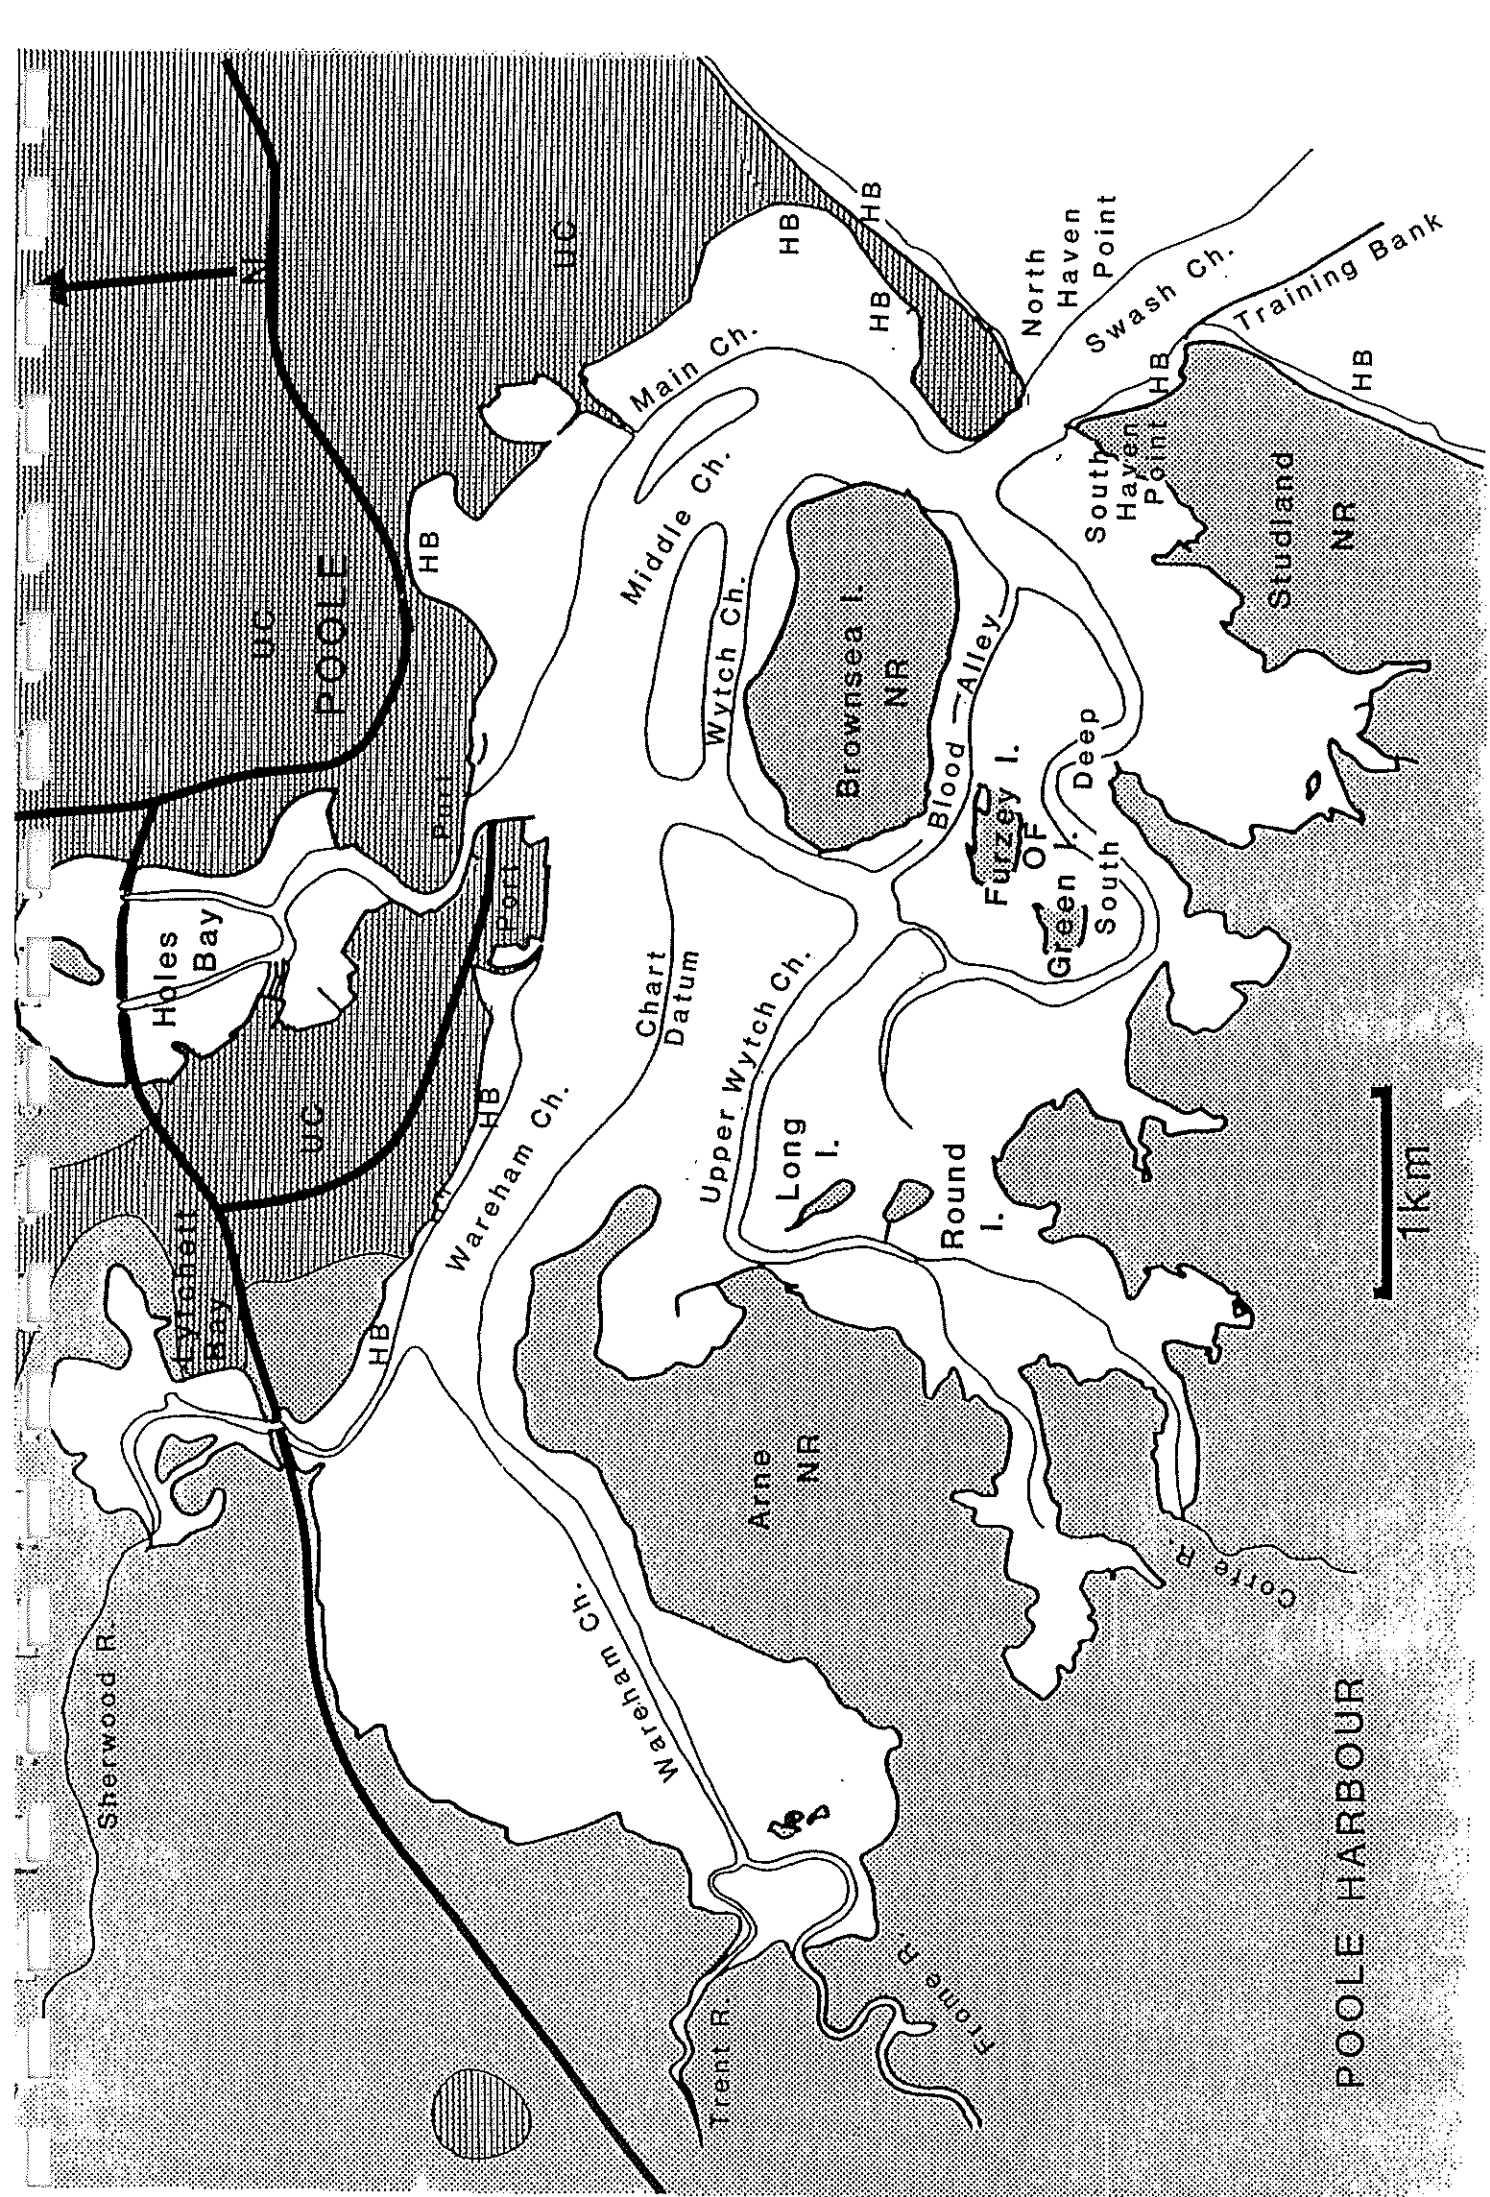 N
UC
HB
HB
HB
North
Haven
Point
Swash Ch.
Training Bank
HB
HB
Main Ch.
Middle Ch.
HB
UC
POOLE
South
Haven
Point
Studland
NR
Wytch Ch.
Brownsea I.
NR
Blood Alley
Furzey I.
OF
Green I.
South Deep
Port
Port
Holes
Bay
Chart
Datum
Upper Wytch Ch.
Long
I.
Round
I.
1km
UC
HB
Wareham Ch.
Lytchett
Bay
HB
Arne
NR
Corfe R.
Wareham Ch.
Sherwood R.
Trent R.
Frome R.
POOLE HARBOUR